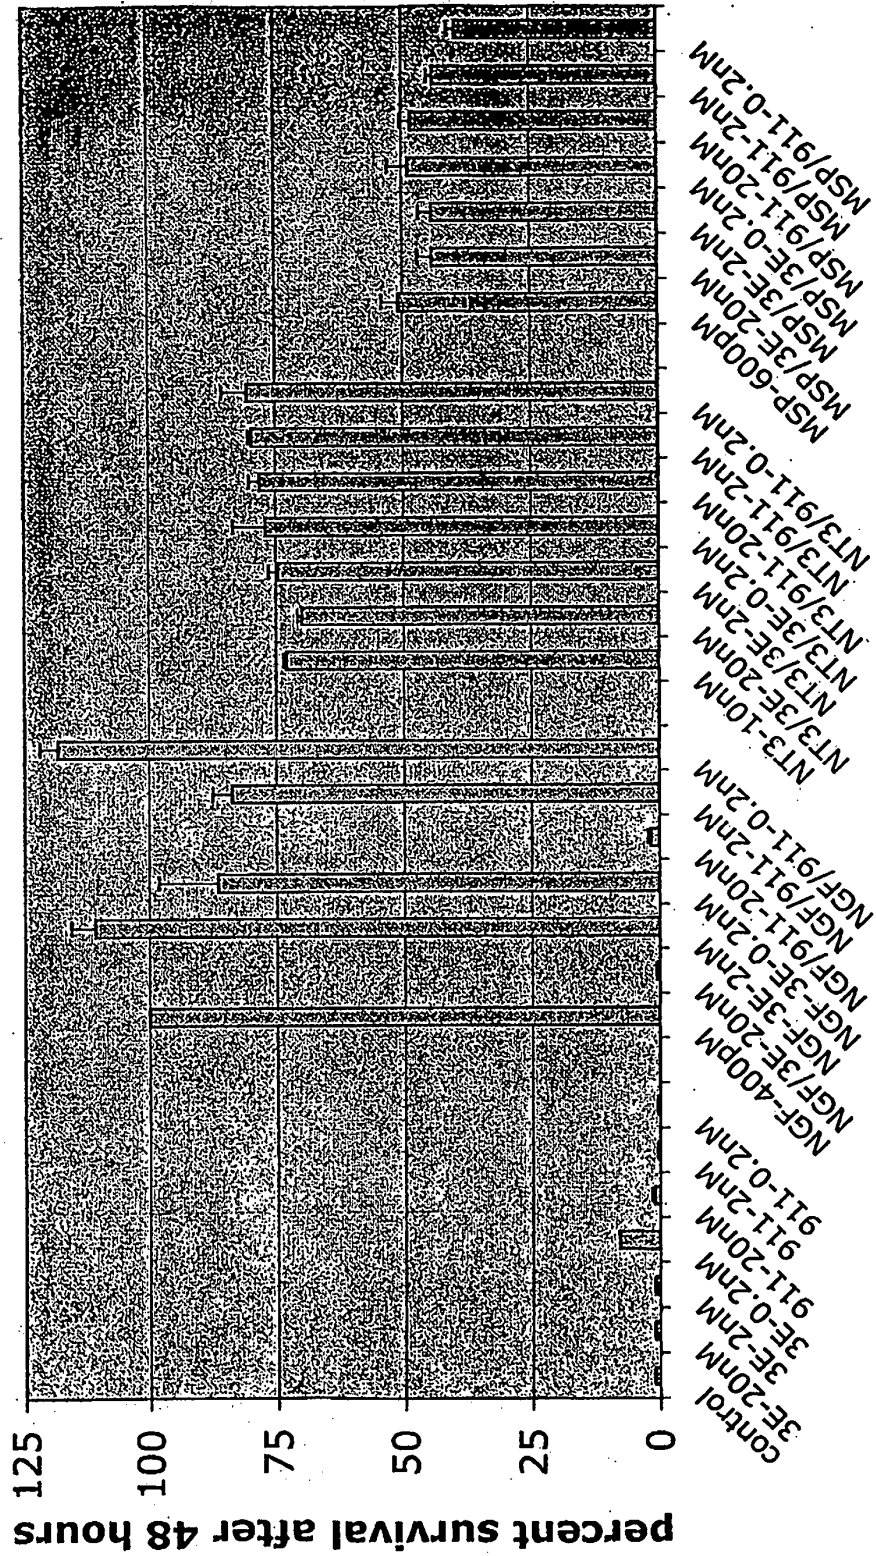 percent survival after 48 hours
125
100
75
50
25
0
control
3E-20nM
3E-2nM
3E-0.2nM
911-20nM
911-2nM
911-0.2nM
NGF-400pM
NGF/3E-20nM
NGF-3E-2nM
NGF-3E-0.2nM
NGF/911-20nM
NGF/911-2nM
NGF/911-0.2nM
NT3-10nM
NT3/3E-20nM
NT3/3E-2nM
NT3/3E-0.2nM
NT3/911-20nM
NT3/911-2nM
NT3/911-0.2nM
MSP-600pM
MSP/3E-20nM
MSP/3E-2nM
MSP/3E-0.2nM
MSP/911-20nM
MSP/911-2nM
MSP/911-0.2nM